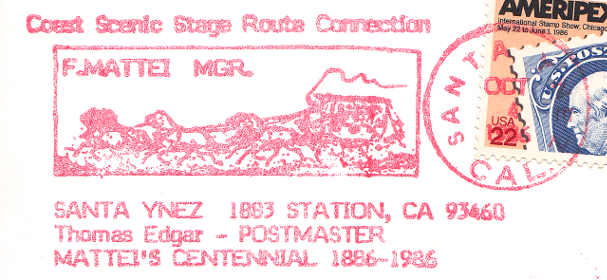 Coast Scenic Stage Route Connection
F. MATTEI MGR.
SANTA YNEZ 1883 STATION, CA 93460
Thomas Edgar - POSTMASTER
MATTEI'S CENTENNIAL 1886-1986
SANTA
OCT
CAL.
AMERIPEX
International Stamp Show, Chicago
May 22 to June 1, 1986
U.S. POS
USA
22